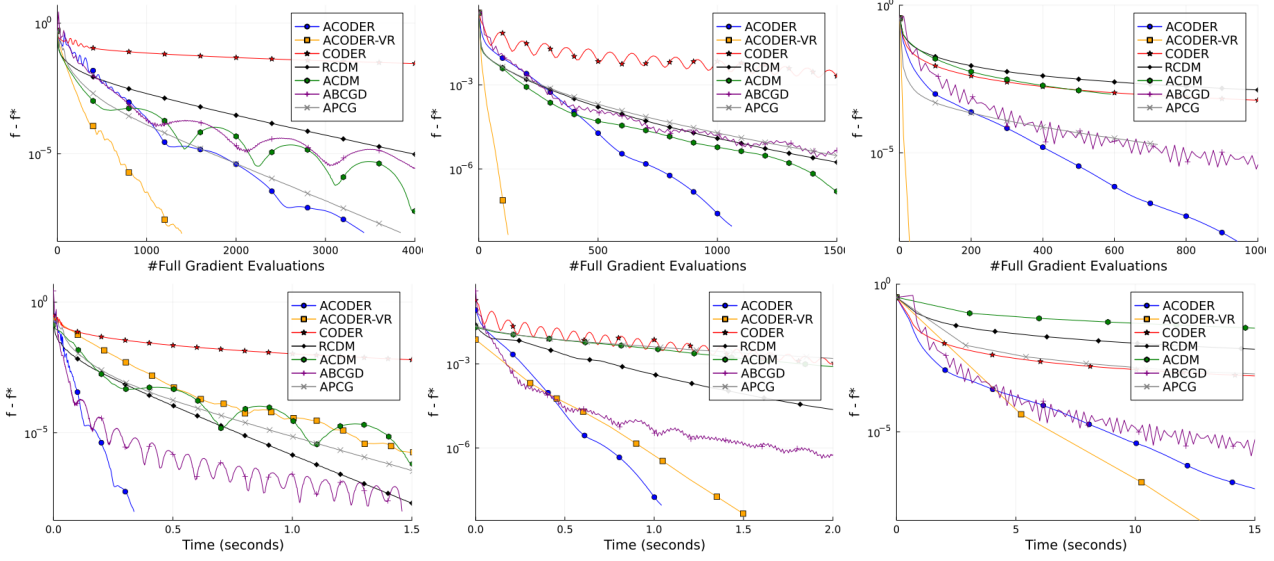 f - f*
10⁰
10⁻⁵
ACODER
ACODER-VR
CODER
RCDM
ACDM
ABCGD
APCG
0 1000 2000 3000 400
#Full Gradient Evaluations
f - f*
10⁻³
10⁻⁶
ACODER
ACODER-VR
CODER
RCDM
ACDM
ABCGD
APCG
0 500 1000 150
#Full Gradient Evaluations
f - f*
10⁰
10⁻⁵
ACODER
ACODER-VR
CODER
RCDM
ACDM
ABCGD
APCG
0 200 400 600 800 1000
#Full Gradient Evaluations
f - f*
10⁰
10⁻⁵
ACODER
ACODER-VR
CODER
RCDM
ACDM
ABCGD
APCG
0.0 0.5 1.0 1.5
Time (seconds)
f - f*
10⁻³
10⁻⁶
ACODER
ACODER-VR
CODER
RCDM
ACDM
ABCGD
APCG
0.0 0.5 1.0 1.5 2.0
Time (seconds)
f - f*
10⁰
10⁻⁵
ACODER
ACODER-VR
CODER
RCDM
ACDM
ABCGD
APCG
0 5 10 15
Time (seconds)